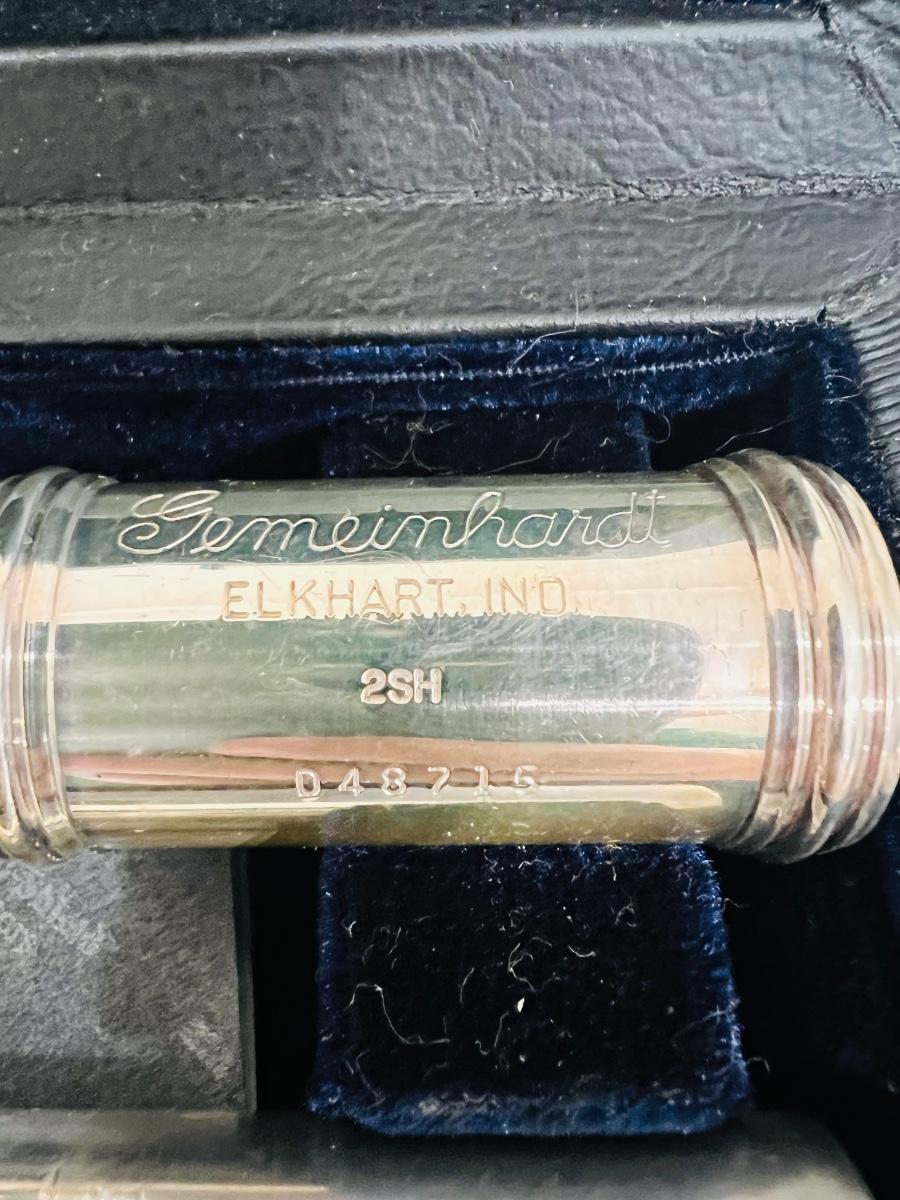 Gemeinhardt
ELKHART, IND.
2SH
D48715